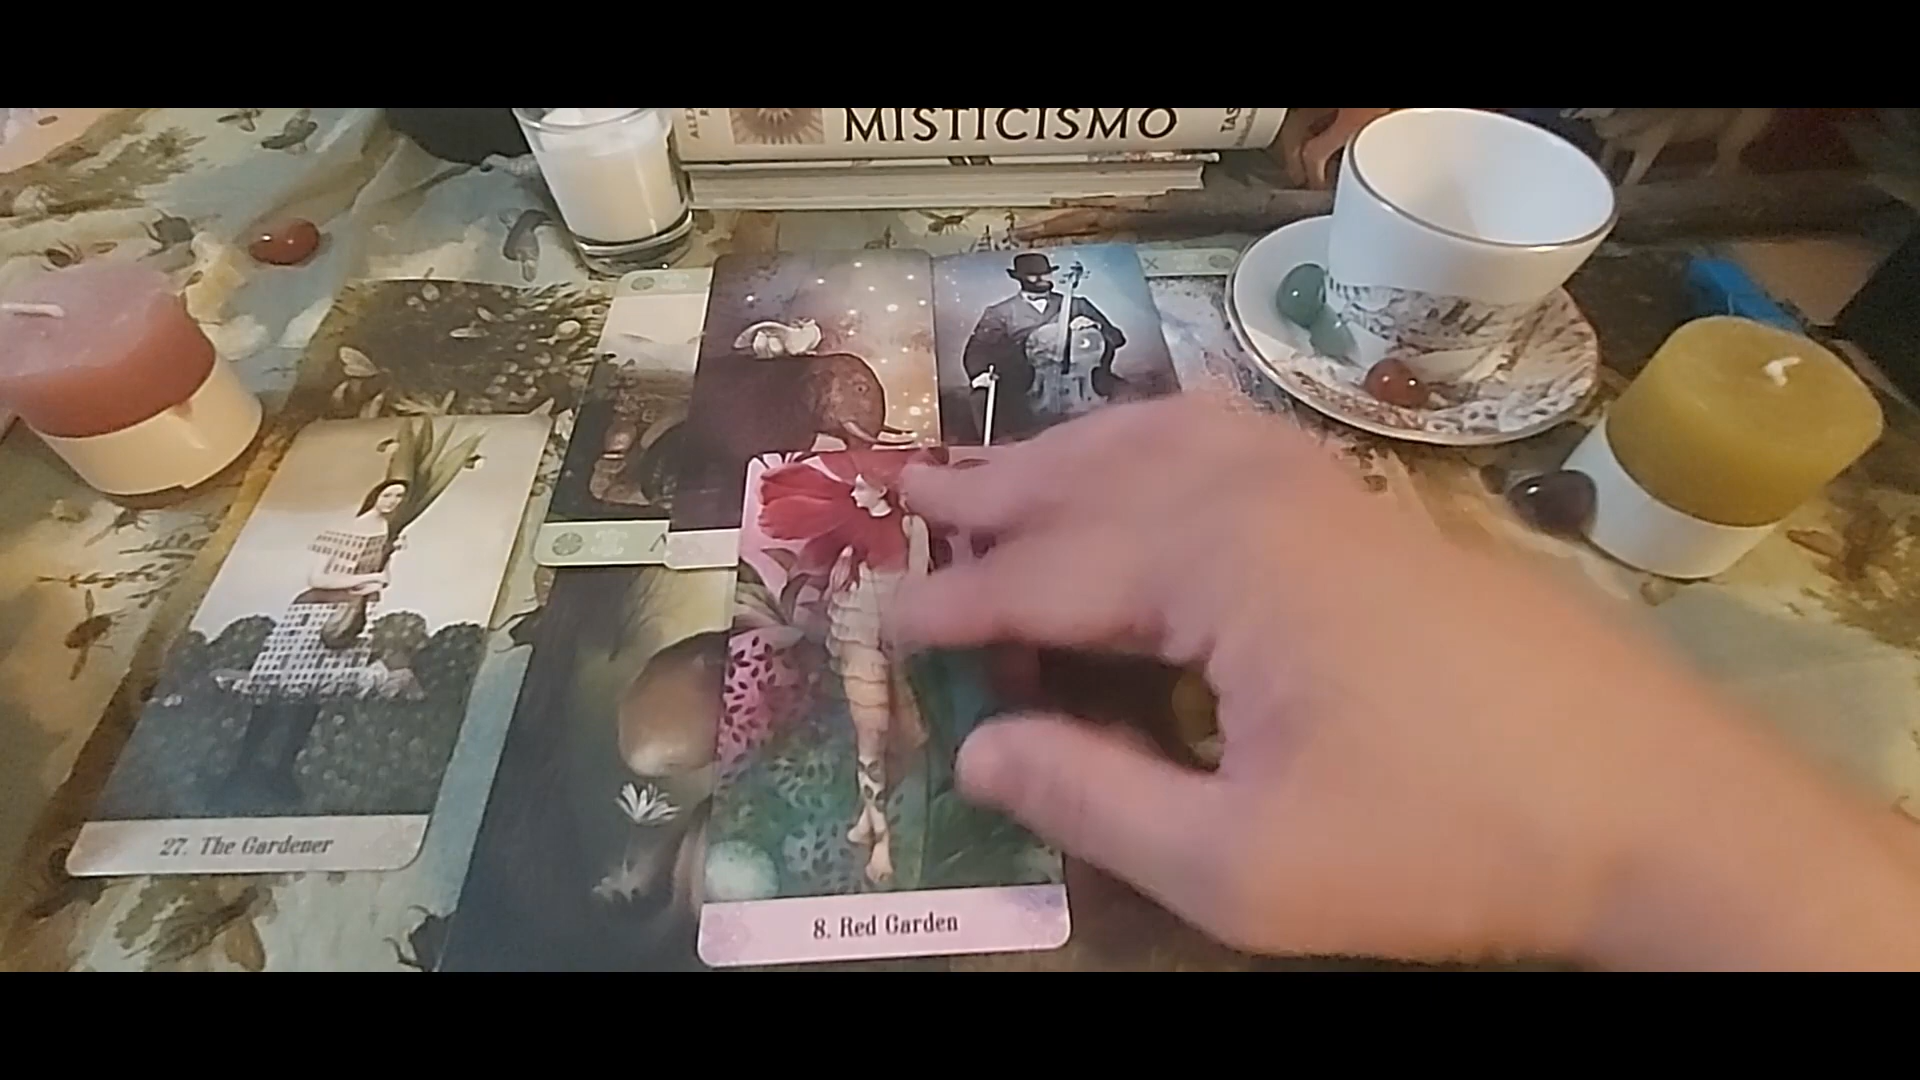 MISTICISMO
27. The Gardener
8. Red Garden